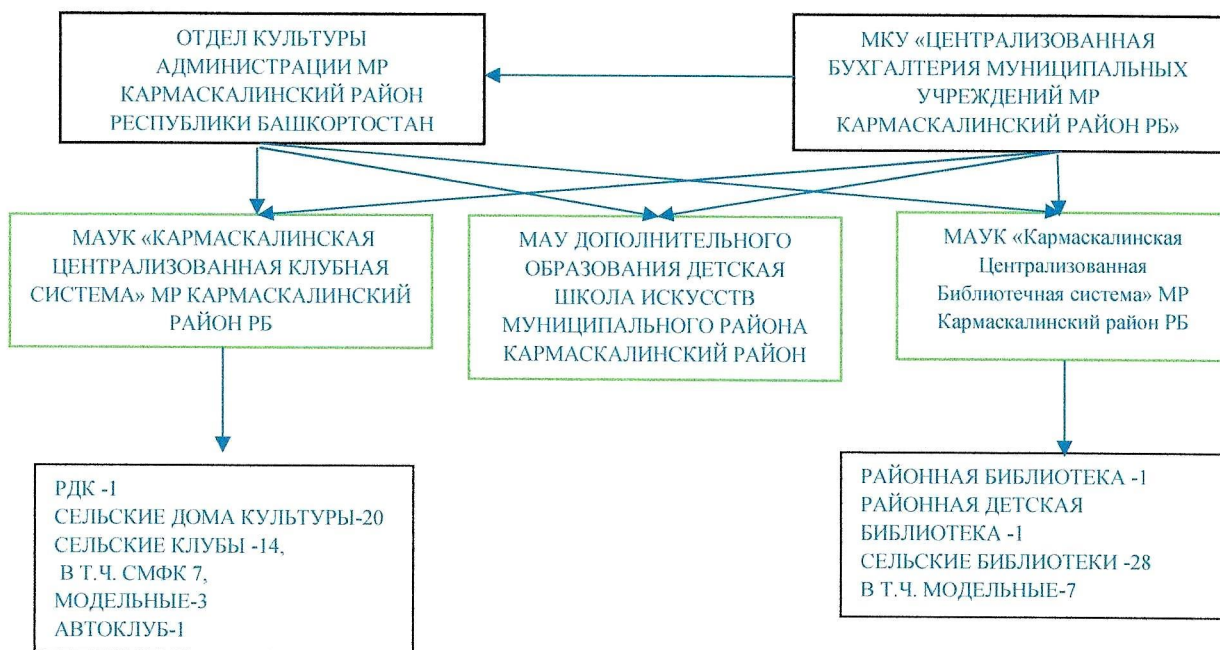 ОТДЕЛ КУЛЬТУРЫ
АДМИНИСТРАЦИИ МР
КАРМАСКАЛИНСКИЙ РАЙОН
РЕСПУБЛИКИ БАШКОРТОСТАН
МКУ «ЦЕНТРАЛИЗОВАННАЯ
БУХГАЛТЕРИЯ МУНИЦИПАЛЬНЫХ
УЧРЕЖДЕНИЙ МР
КАРМАСКАЛИНСКИЙ РАЙОН РБ»
МАУК «КАРМАСКАЛИНСКАЯ
ЦЕНТРАЛИЗОВАННАЯ КЛУБНАЯ
СИСТЕМА» МР КАРМАСКАЛИНСКИЙ
РАЙОН РБ
МАУ ДОПОЛНИТЕЛЬНОГО
ОБРАЗОВАНИЯ ДЕТСКАЯ
ШКОЛА ИСКУССТВ
МУНИЦИПАЛЬНОГО РАЙОНА
КАРМАСКАЛИНСКИЙ РАЙОН
МАУК «Кармаскалинская
Централизованная
Библиотечная система» МР
Кармаскалинский район РБ
РДК -1
СЕЛЬСКИЕ ДОМА КУЛЬТУРЫ-20
СЕЛЬСКИЕ КЛУБЫ -14,
В Т.Ч. СМФК 7,
МОДЕЛЬНЫЕ-3
АВТОКЛУБ-1
РАЙОННАЯ БИБЛИОТЕКА -1
РАЙОННАЯ ДЕТСКАЯ
БИБЛИОТЕКА -1
СЕЛЬСКИЕ БИБЛИОТЕКИ -28
В Т.Ч. МОДЕЛЬНЫЕ-7